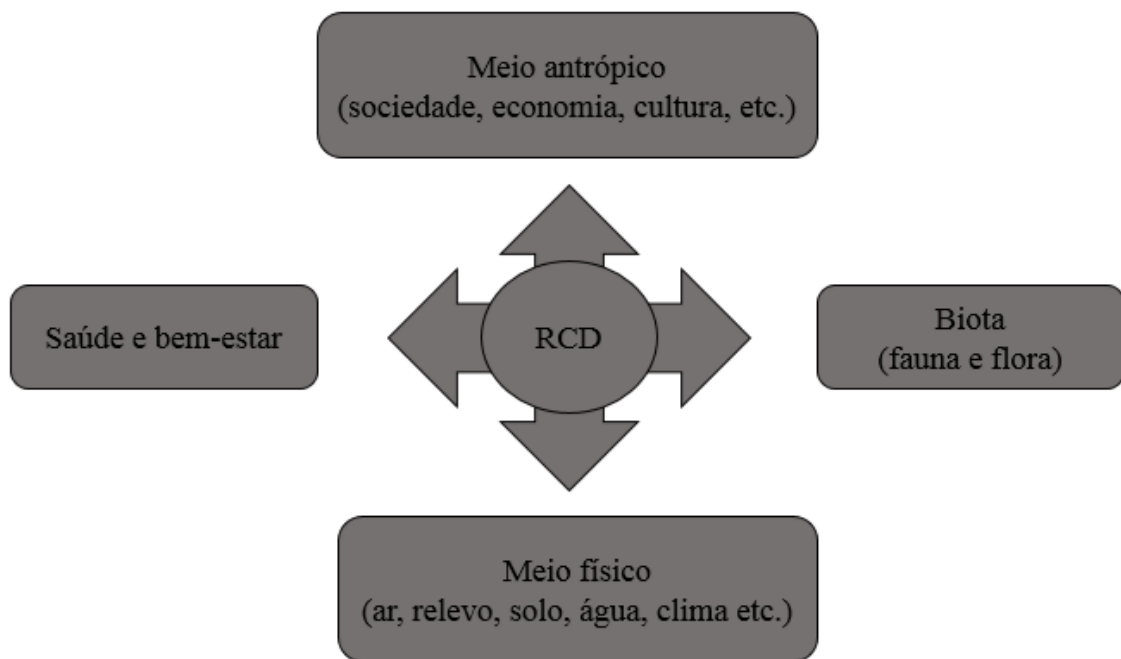 Meio antrópico
(sociedade, economia, cultura, etc.)
Saúde e bem-estar
RCD
Biota
(fauna e flora)
Meio físico
(ar, relevo, solo, água, clima etc.)